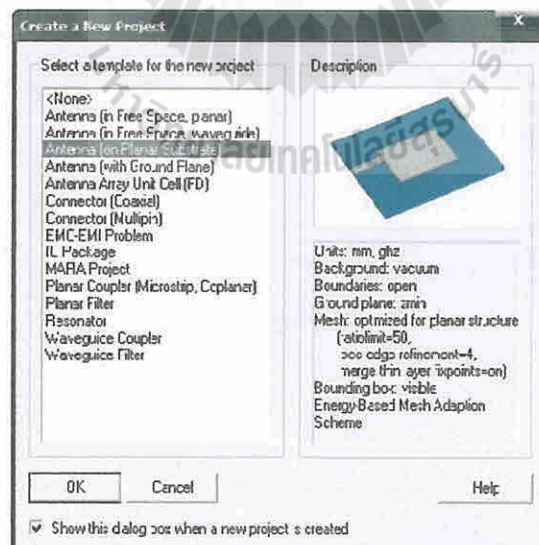 Create a New Project
x
Select a template for the new project
<None>
Antenna (in Free Space, planar)
Antenna (in Free Space, waveguide)
Antenna (on Planar Substrate)
Antenna (with Ground Plane)
Antenna Array Unit Cell (FD)
Connector (Coaxial)
Connector (Multipin)
EMC-EMI Problem
IC Package
MAFIA Project
Planar Coupler (Microstrip, Coplanar)
Planar Filter
Resonator
Waveguide Coupler
Waveguide Filter
Description
Units: mm, ghz
Background: vacuum
Boundaries: open
Ground plane: zmin
Mesh: optimized for planar structure
(ratiolimit=50,
edge refinement=4,
merge thin layer fixpoints=on)
Bounding box: visible
Energy-Based Mesh Adaption
Scheme
OK
Cancel
Help
Show this dialog box when a new project is created